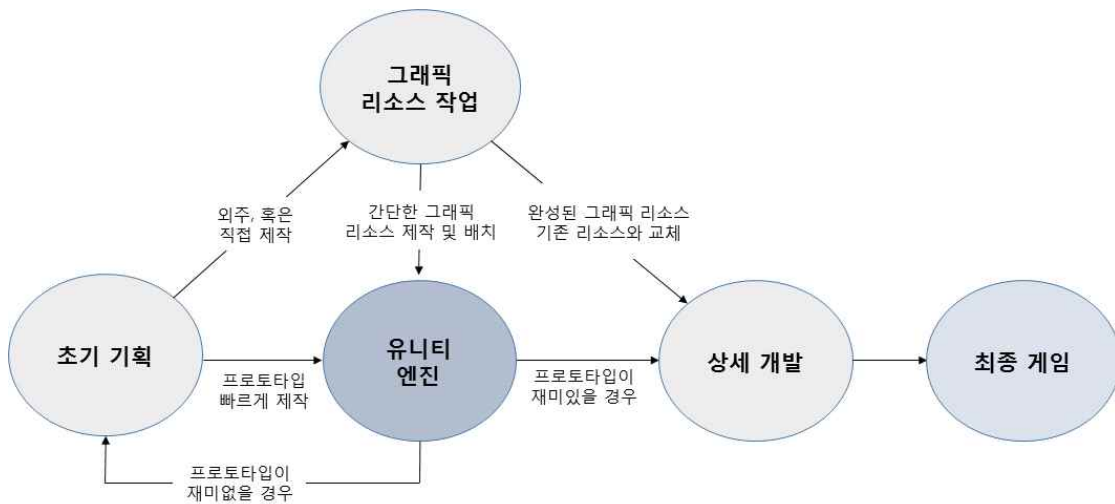 그래픽
리소스 작업
외주, 혹은
직접 제작
간단한 그래픽
리소스 제작 및 배치
완성된 그래픽 리소스
기존 리소스와 교체
초기 기획
프로토타입
빠르게 제작
유니티
엔진
프로토타입이
재미있을 경우
상세 개발
최종 게임
프로토타입이
재미없을 경우